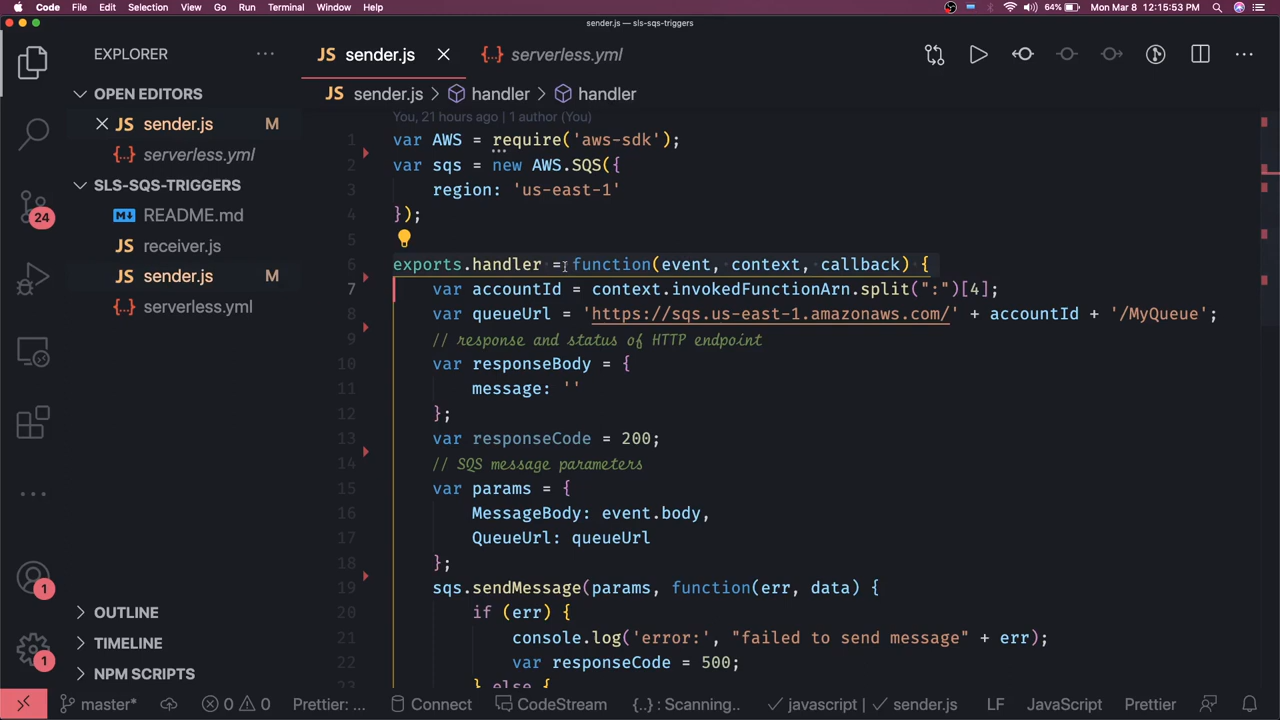 Code File Edit Selection View Go Run Terminal Window Help 64% Mon Mar 8 12:15:53 PM
sender.js — sls-sqs-triggers
EXPLORER
OPEN EDITORS
JS sender.js M
{..} serverless.yml
SLS-SQS-TRIGGERS
README.md
JS receiver.js
JS sender.js M
{..} serverless.yml
OUTLINE
TIMELINE
NPM SCRIPTS
24
1
1
JS sender.js
{..} serverless.yml
JS sender.js > handler > handler
You, 21 hours ago | 1 author (You)
1 var AWS = require('aws-sdk');
2 var sqs = new AWS.SQS({
3 region: 'us-east-1'
4 });
5
6 exports.handler = function(event, context, callback) {
7 var accountId = context.invokedFunctionArn.split(":")[4];
8 var queueUrl = 'https://sqs.us-east-1.amazonaws.com/' + accountId + '/MyQueue';
9 // response and status of HTTP endpoint
10 var responseBody = {
11 message: ''
12 };
13 var responseCode = 200;
14 // SQS message parameters
15 var params = {
16 MessageBody: event.body,
17 QueueUrl: queueUrl
18 };
19 sqs.sendMessage(params, function(err, data) {
20 if (err) {
21 console.log('error:', "failed to send message" + err);
22 var responseCode = 500;
23 } else {
master* 0 0 Prettier: ... Connect CodeStream {..} : Scanning... javascript | sender.js LF JavaScript Prettier